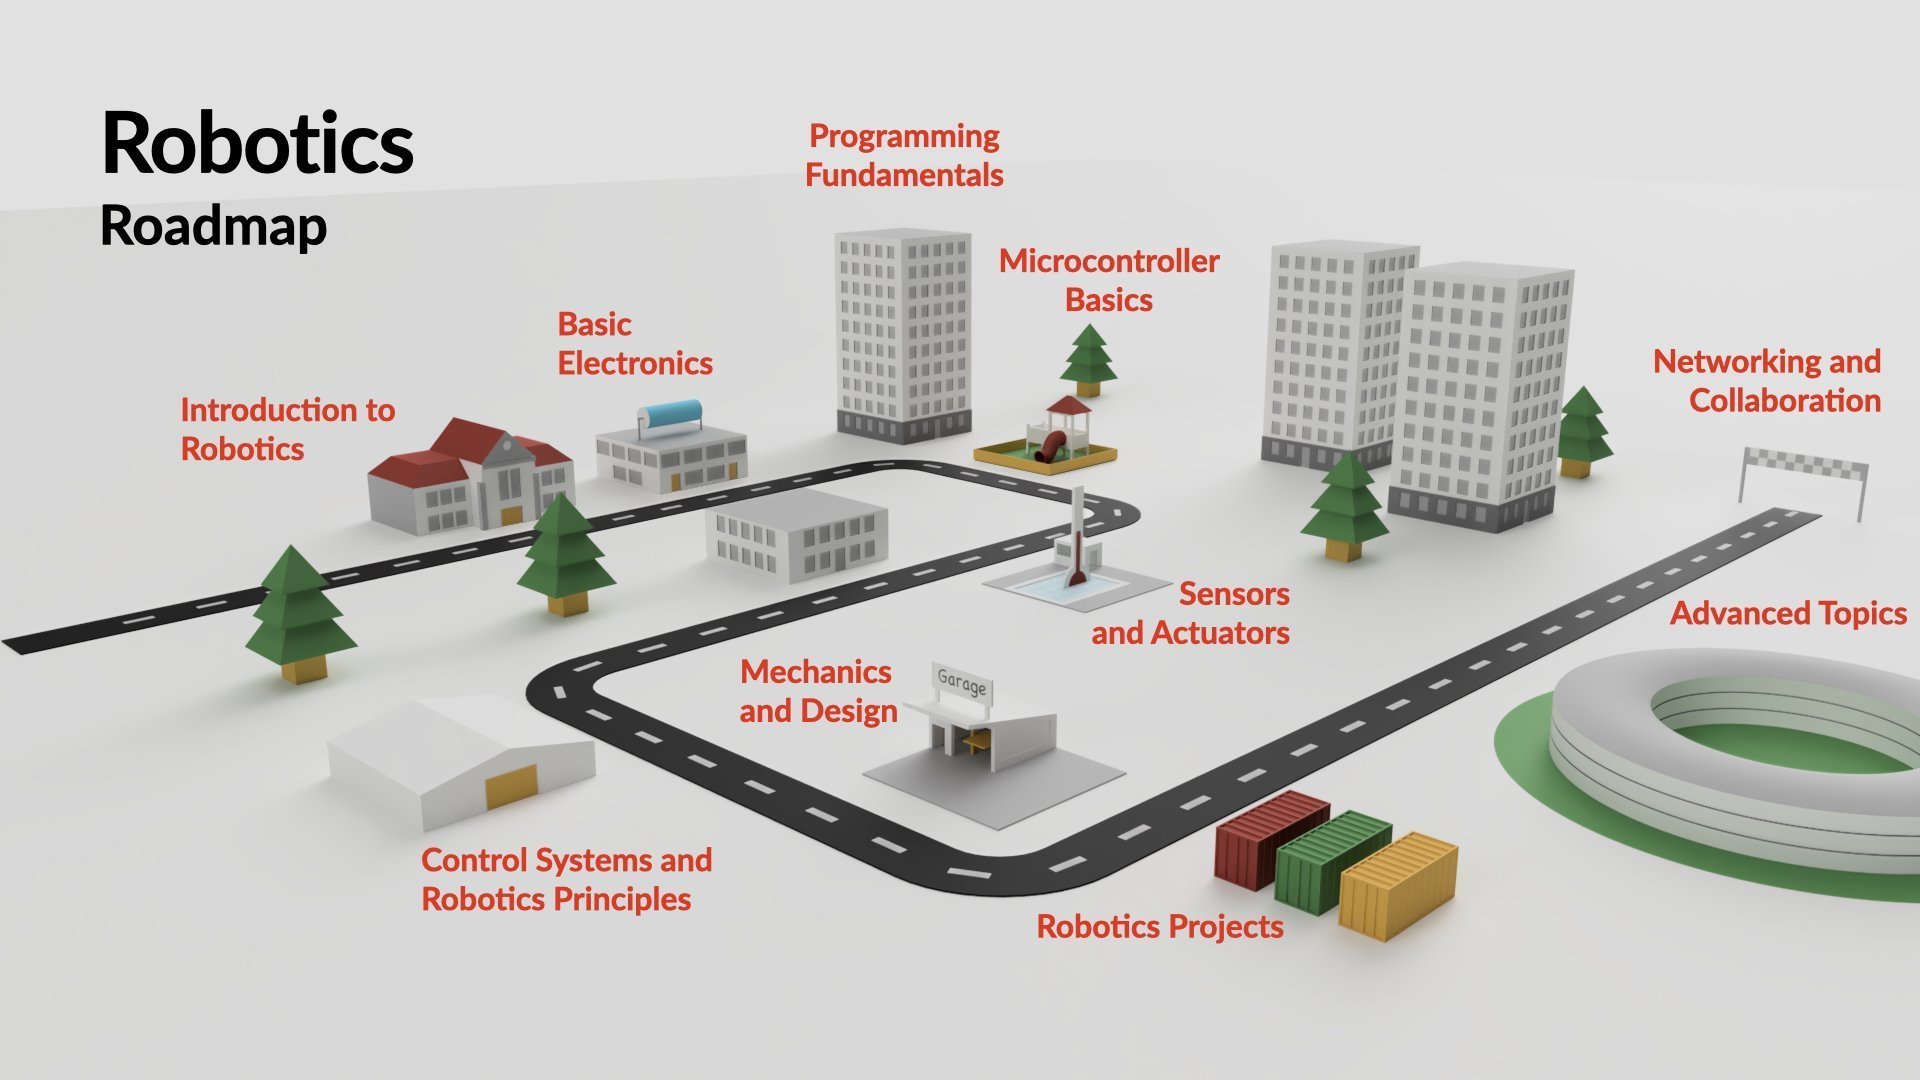 Robotics
Roadmap
Programming
Fundamentals
Microcontroller
Basics
Basic
Electronics
Networking and
Collaboration
Introduction to
Robotics
Sensors
and Actuators
Advanced Topics
Mechanics
and Design
Garage
Control Systems and
Robotics Principles
Robotics Projects